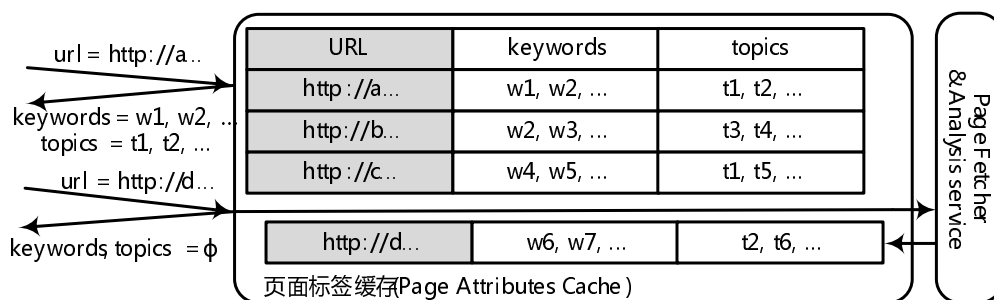 URL keywords topics
url = http://a...
http://a... w1, w2, ... t1, t2, ...
keywords = w1, w2, ...
topics = t1, t2, ...
http://b... w2, w3, ... t3, t4, ...
http://c... w4, w5, ... t1, t5, ...
url = http://d...
keywords, topics = ϕ
http://d... w6, w7, ... t2, t6, ...
页面标签缓存(Page Attributes Cache)
Page Fetcher
& Analysis service